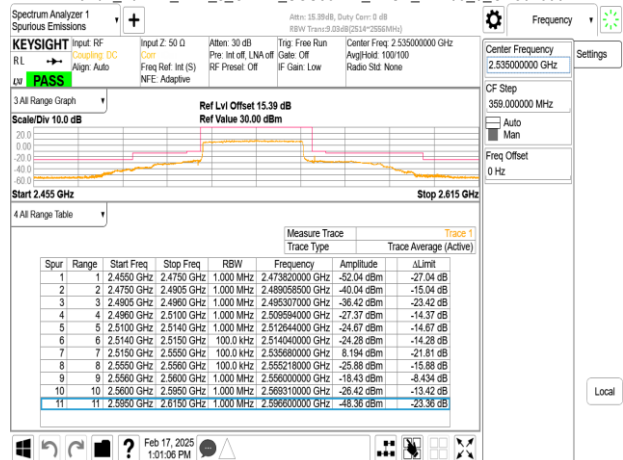 Spectrum Analyzer 1
Spurious Emissions
+
Attn: 15.39dB, Duty Corr: 0 dB
RBW Trans:9.03dB(2514~2556MHz)
Frequency
KEYSIGHT Input: RF Input Z: 50 Ω Atten: 30 dB Trig: Free Run Center Freq: 2.535000000 GHz
RL Coupling: DC Corr Pre: Int off, LNA off Gate: Off Avg|Hold: 100/100
Align: Auto Freq Ref: Int (S) RF Presel: Off IF Gain: Low Radio Std: None
LXI PASS NFE: Adaptive
Center Frequency
2.535000000 GHz
Settings
CF Step
359.000000 MHz
Auto
Man
Freq Offset
0 Hz
Local
3 All Range Graph
Ref Lvl Offset 15.39 dB
Scale/Div 10.0 dB Ref Value 30.00 dBm
20.0
0.00
-20.0
-40.0
-60.0
Start 2.455 GHz Stop 2.615 GHz
4 All Range Table
Measure Trace Trace 1
Trace Type Trace Average (Active)
Spur Range Start Freq Stop Freq RBW Frequency Amplitude ΔLimit
1 1 2.4550 GHz 2.4750 GHz 1.000 MHz 2.473820000 GHz -52.04 dBm -27.04 dB
2 2 2.4750 GHz 2.4905 GHz 1.000 MHz 2.489058500 GHz -40.04 dBm -15.04 dB
3 3 2.4905 GHz 2.4960 GHz 1.000 MHz 2.495307000 GHz -36.42 dBm -23.42 dB
4 4 2.4960 GHz 2.5100 GHz 1.000 MHz 2.509594000 GHz -27.37 dBm -14.37 dB
5 5 2.5100 GHz 2.5140 GHz 1.000 MHz 2.512644000 GHz -24.67 dBm -14.67 dB
6 6 2.5140 GHz 2.5150 GHz 100.0 kHz 2.514040000 GHz -24.28 dBm -14.28 dB
7 7 2.5150 GHz 2.5550 GHz 100.0 kHz 2.535680000 GHz 8.194 dBm -21.81 dB
8 8 2.5550 GHz 2.5560 GHz 100.0 kHz 2.555218000 GHz -25.88 dBm -15.88 dB
9 9 2.5560 GHz 2.5600 GHz 1.000 MHz 2.556000000 GHz -18.43 dBm -8.434 dB
10 10 2.5600 GHz 2.5950 GHz 1.000 MHz 2.569310000 GHz -26.42 dBm -13.42 dB
11 11 2.5950 GHz 2.6150 GHz 1.000 MHz 2.596600000 GHz -48.36 dBm -23.36 dB
?
Feb 17, 2025
1:01:06 PM